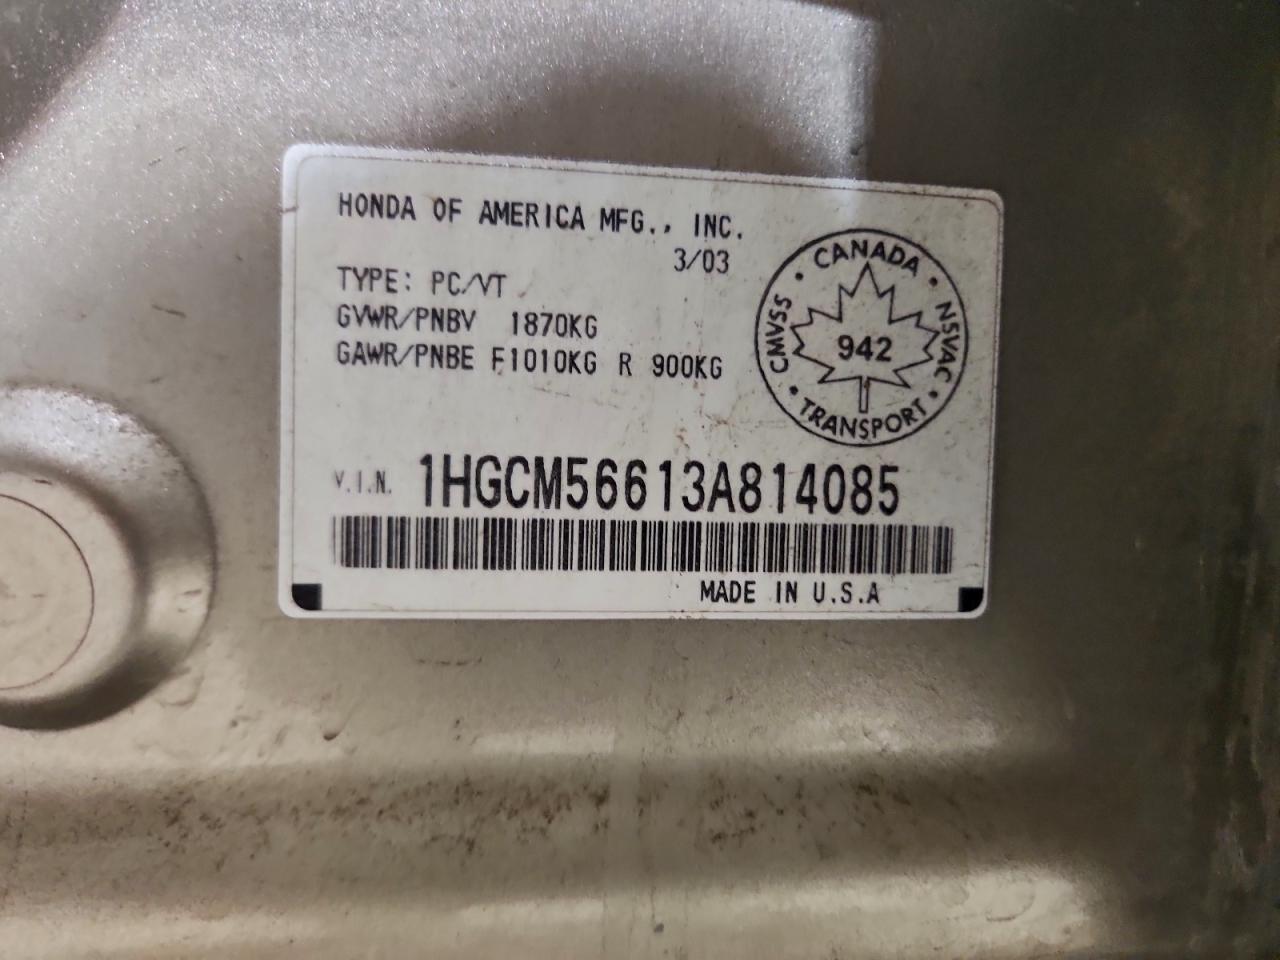 HONDA OF AMERICA MFG., INC.
3/03
TYPE: PC/VT
GVWR/PNBV 1870KG
GAWR/PNBE F1010KG R 900KG
CANADA
CMVSS
942
NSVAC
TRANSPORT
V.I.N. 1HGCM56613A814085
MADE IN U.S.A